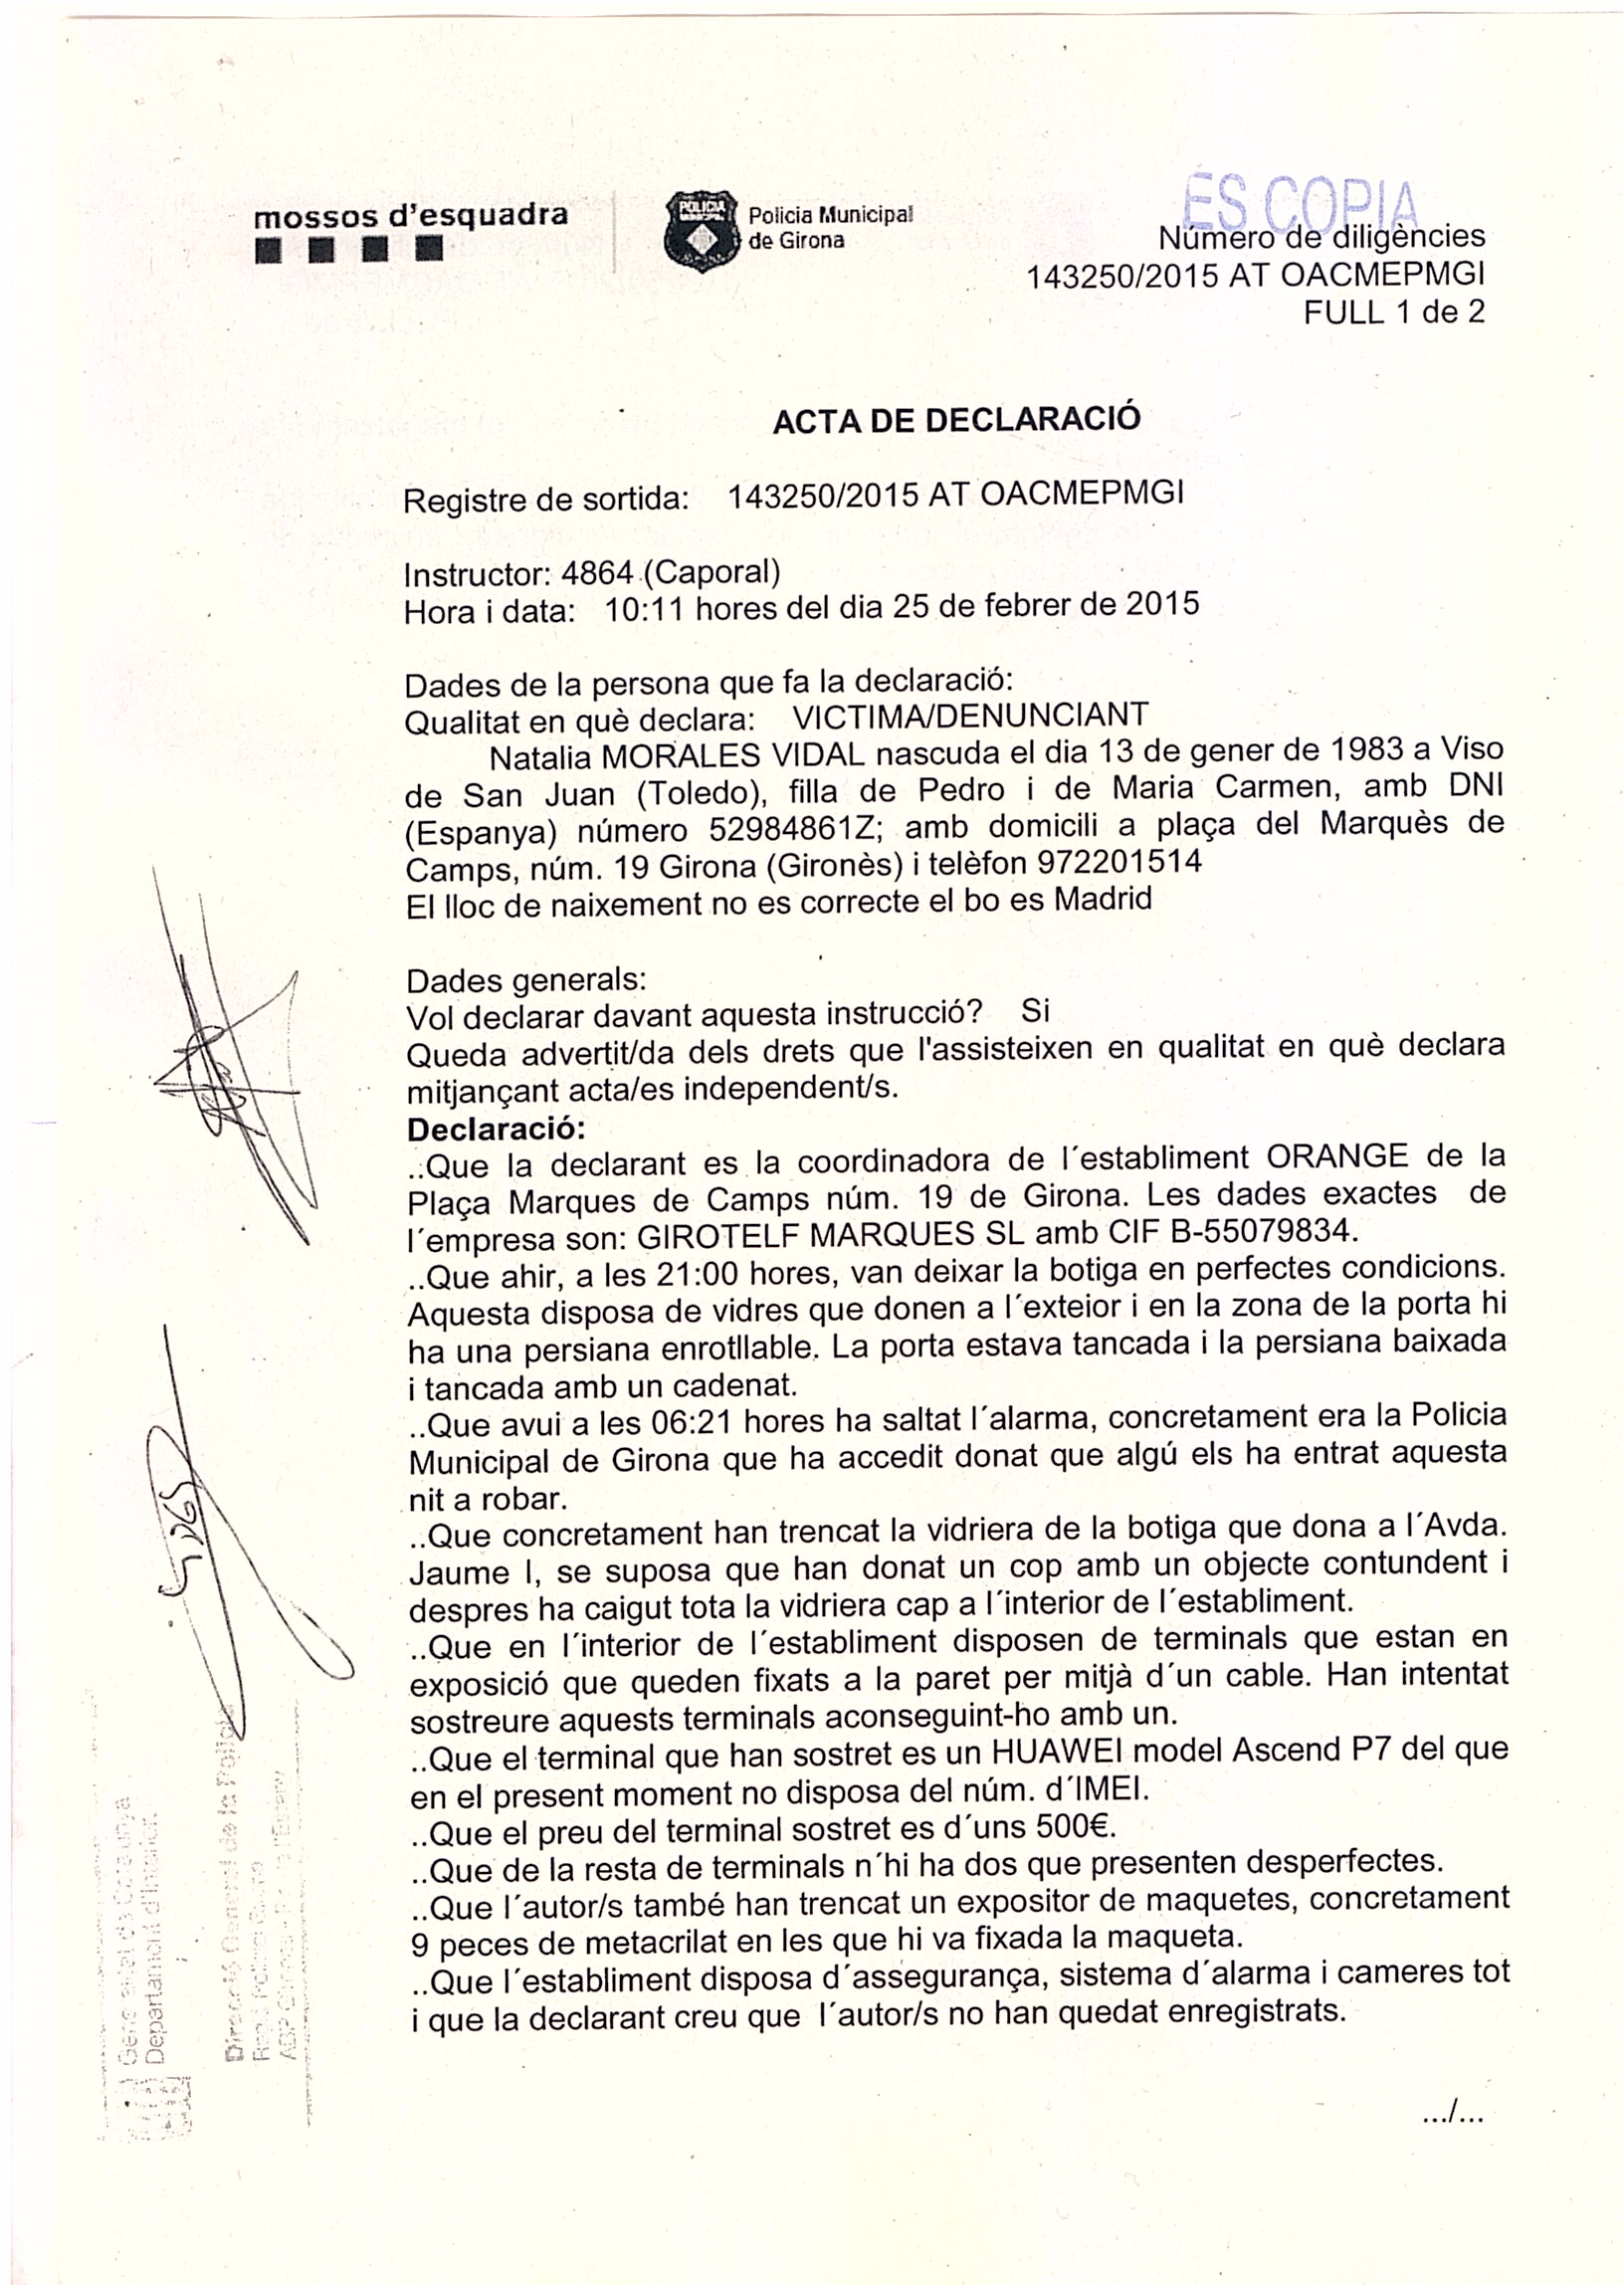 mossos d'esquadra
POLICIA
Policia Municipal
de Girona
ÉS COPIA
Número de diligències
143250/2015 AT OACMEPMGI
FULL 1 de 2
ACTA DE DECLARACIÓ
Registre de sortida: 143250/2015 AT OACMEPMGI
Instructor: 4864 (Caporal)
Hora i data: 10:11 hores del dia 25 de febrer de 2015
Dades de la persona que fa la declaració:
Qualitat en què declara: VICTIMA/DENUNCIANT
Natalia MORALES VIDAL nascuda el dia 13 de gener de 1983 a Viso
de San Juan (Toledo), filla de Pedro i de Maria Carmen, amb DNI
(Espanya) número 52984861Z; amb domicili a plaça del Marquès de
Camps, núm. 19 Girona (Gironès) i telèfon 972201514
El lloc de naixement no es correcte el bo es Madrid
Dades generals:
Vol declarar davant aquesta instrucció? Si
Queda advertit/da dels drets que l'assisteixen en qualitat en què declara
mitjançant acta/es independent/s.
Declaració:
..Que la declarant es la coordinadora de l´establiment ORANGE de la
Plaça Marques de Camps núm. 19 de Girona. Les dades exactes de
l´empresa son: GIROTELF MARQUES SL amb CIF B-55079834.
..Que ahir, a les 21:00 hores, van deixar la botiga en perfectes condicions.
Aquesta disposa de vidres que donen a l´exteior i en la zona de la porta hi
ha una persiana enrotllable. La porta estava tancada i la persiana baixada
i tancada amb un cadenat.
..Que avui a les 06:21 hores ha saltat l´alarma, concretament era la Policia
Municipal de Girona que ha accedit donat que algú els ha entrat aquesta
nit a robar.
..Que concretament han trencat la vidriera de la botiga que dona a l´Avda.
Jaume I, se suposa que han donat un cop amb un objecte contundent i
despres ha caigut tota la vidriera cap a l´interior de l´establiment.
..Que en l´interior de l´establiment disposen de terminals que estan en
exposició que queden fixats a la paret per mitjà d´un cable. Han intentat
sostreure aquests terminals aconseguint-ho amb un.
..Que el terminal que han sostret es un HUAWEI model Ascend P7 del que
en el present moment no disposa del núm. d´IMEI.
..Que el preu del terminal sostret es d´uns 500€.
..Que de la resta de terminals n´hi ha dos que presenten desperfectes.
..Que l´autor/s també han trencat un expositor de maquetes, concretament
9 peces de metacrilat en les que hi va fixada la maqueta.
..Que l´establiment disposa d´assegurança, sistema d´alarma i cameres tot
i que la declarant creu que l´autor/s no han quedat enregistrats.
.../...
Generalitat de Catalunya
Departament d'Interior
Direcció General de la Policia